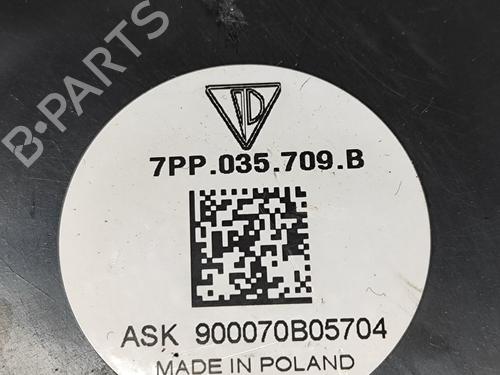 B-PARTS
7PP.035.709.B
ASK 900070B05704
MADE IN POLAND